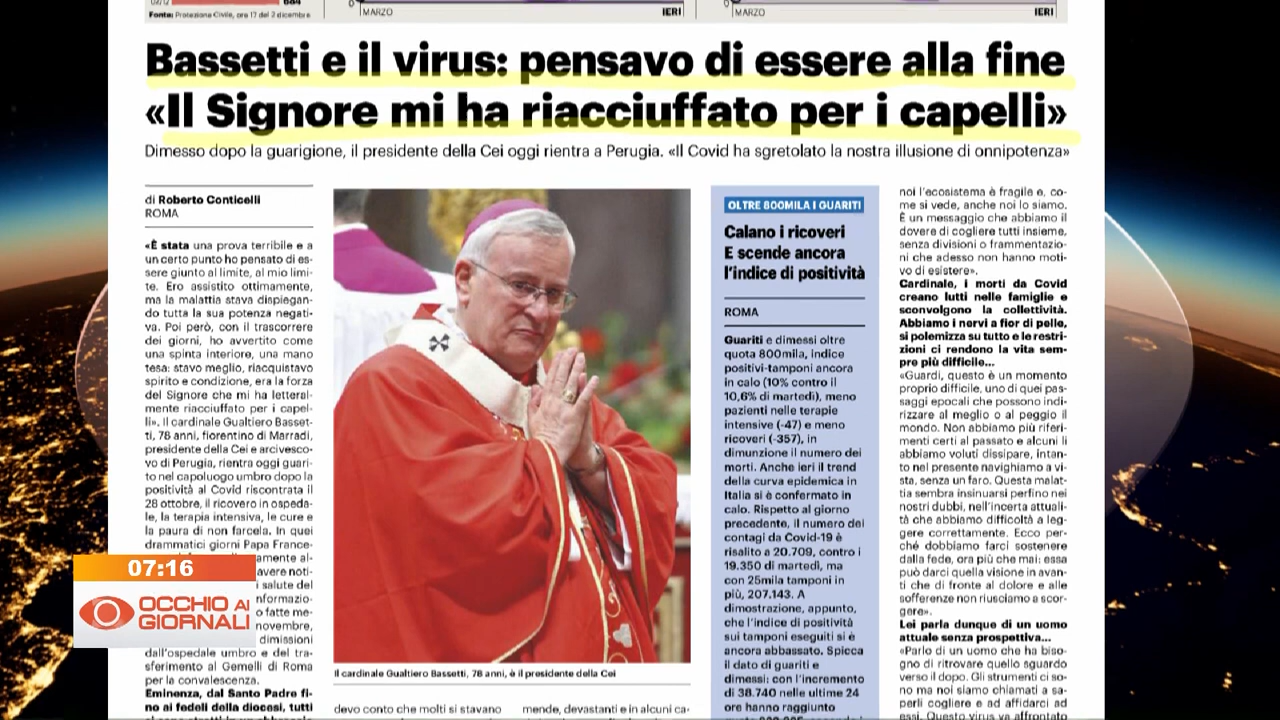 Fonte: Protezione Civile, ore 17 del 2 dicembre
0
MARZO
IERI
0
MARZO
IERI
Bassetti e il virus: pensavo di essere alla fine
«Il Signore mi ha riacciuffato per i capelli»
Dimesso dopo la guarigione, il presidente della Cei oggi rientra a Perugia. «Il Covid ha sgretolato la nostra illusione di onnipotenza»
di Roberto Conticelli
ROMA
«È stata una prova terribile e a
un certo punto ho pensato di es-
sere giunto al limite, al mio limi-
te. Ero assistito ottimamente,
ma la malattia stava dispiegan-
do tutta la sua potenza negati-
va. Poi però, con il trascorrere
dei giorni, ho avvertito come
una spinta interiore, una mano
tesa: stavo meglio, riacquistavo
spirito e condizione, era la forza
del Signore che mi ha letteral-
mente riacciuffato per i capel-
li». Il cardinale Gualtiero Basset-
ti, 78 anni, fiorentino di Marradi,
presidente della Cei e arcivesco-
vo di Perugia, rientra oggi guari-
to nel capoluogo umbro dopo la
positività al Covid riscontrata il
28 ottobre, il ricovero in ospeda-
le, la terapia intensiva, le cure e
la paura di non farcela. In quei
drammatici giorni Papa France-
amente al-
avere noti-
i salute del
nformazio-
o fatte me-
novembre,
dimissioni
dall'ospedale umbro e del tra-
sferimento al Gemelli di Roma
per la convalescenza.
Eminenza, dal Santo Padre fi-
no ai fedeli della diocesi, tutti
Il cardinale Gualtiero Bassetti, 78 anni, è il presidente della Cei
devo conto che molti si stavano
mende, devastanti e in alcuni ca-
OLTRE 800MILA I GUARITI
Calano i ricoveri
E scende ancora
l'indice di positività
ROMA
Guariti e dimessi oltre
quota 800mila, indice
positivi-tamponi ancora
in calo (10% contro il
10,6% di martedì), meno
pazienti nelle terapie
intensive (-47) e meno
ricoveri (-357), in
dimunzione il numero dei
morti. Anche ieri il trend
della curva epidemica in
Italia si è confermato in
calo. Rispetto al giorno
precedente, il numero dei
contagi da Covid-19 è
risalito a 20.709, contro i
19.350 di martedì, ma
con 25mila tamponi in
più, 207.143. A
dimostrazione, appunto,
che l'indice di positività
sui tamponi eseguiti si è
ancora abbassato. Spicca
il dato di guariti e
dimessi: con l'incremento
di 38.740 nelle ultime 24
ore hanno raggiunto
noi l'ecosistema è fragile e, co-
me si vede, anche noi lo siamo.
È un messaggio che abbiamo il
dovere di cogliere tutti insieme,
senza divisioni o frammentazio-
ni che adesso non hanno moti-
vo di esistere».
Cardinale, i morti da Covid
creano lutti nelle famiglie e
sconvolgono la collettività.
Abbiamo i nervi a fior di pelle,
si polemizza su tutto e le restri-
zioni ci rendono la vita sem-
pre più difficile...
«Guardi, questo è un momento
proprio difficile, uno di quei pas-
saggi epocali che possono indi-
rizzare al meglio o al peggio il
mondo. Non abbiamo più riferi-
menti certi al passato e alcuni li
abbiamo voluti dissipare, intan-
to nel presente navighiamo a vi-
sta, senza un faro. Questa malat-
tia sembra insinuarsi perfino nei
nostri dubbi, nell'incerta attuali-
tà che abbiamo difficoltà a leg-
gere correttamente. Ecco per-
ché dobbiamo farci sostenere
dalla fede, ora più che mai: essa
può darci quella visione in avan-
ti che di fronte al dolore e alle
sofferenze non riusciamo a scor-
gere».
Lei parla dunque di un uomo
attuale senza prospettiva...
«Parlo di un uomo che ha biso-
gno di ritrovare quello sguardo
verso il dopo. Gli strumenti ci so-
no ma noi siamo chiamati a sa-
perli cogliere e ad affidarci ad
essi. Questo virus va affrontato
07:16
OCCHIO AI
GIORNALI